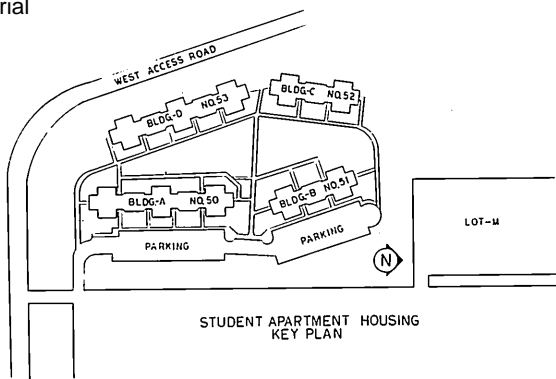 rial
WEST ACCESS ROAD
BLDG-D NO.53
BLDG-C NO.52
BLDG-A NO.50
BLDG-B NO.51
PARKING
PARKING
LOT-M
N
STUDENT APARTMENT HOUSING
KEY PLAN